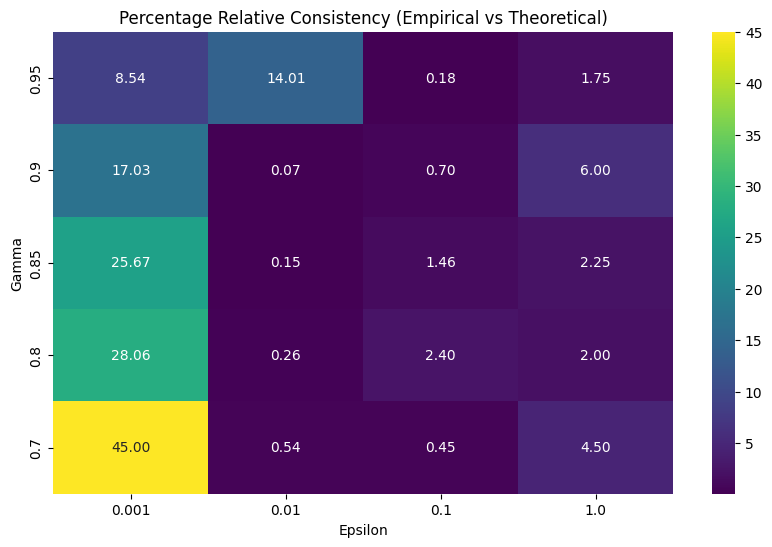 Percentage Relative Consistency (Empirical vs Theoretical)
Gamma
0.95 8.54 14.01 0.18 1.75
0.9 17.03 0.07 0.70 6.00
0.85 25.67 0.15 1.46 2.25
0.8 28.06 0.26 2.40 2.00
0.7 45.00 0.54 0.45 4.50
0.001 0.01 0.1 1.0
Epsilon
45
40
35
30
25
20
15
10
5